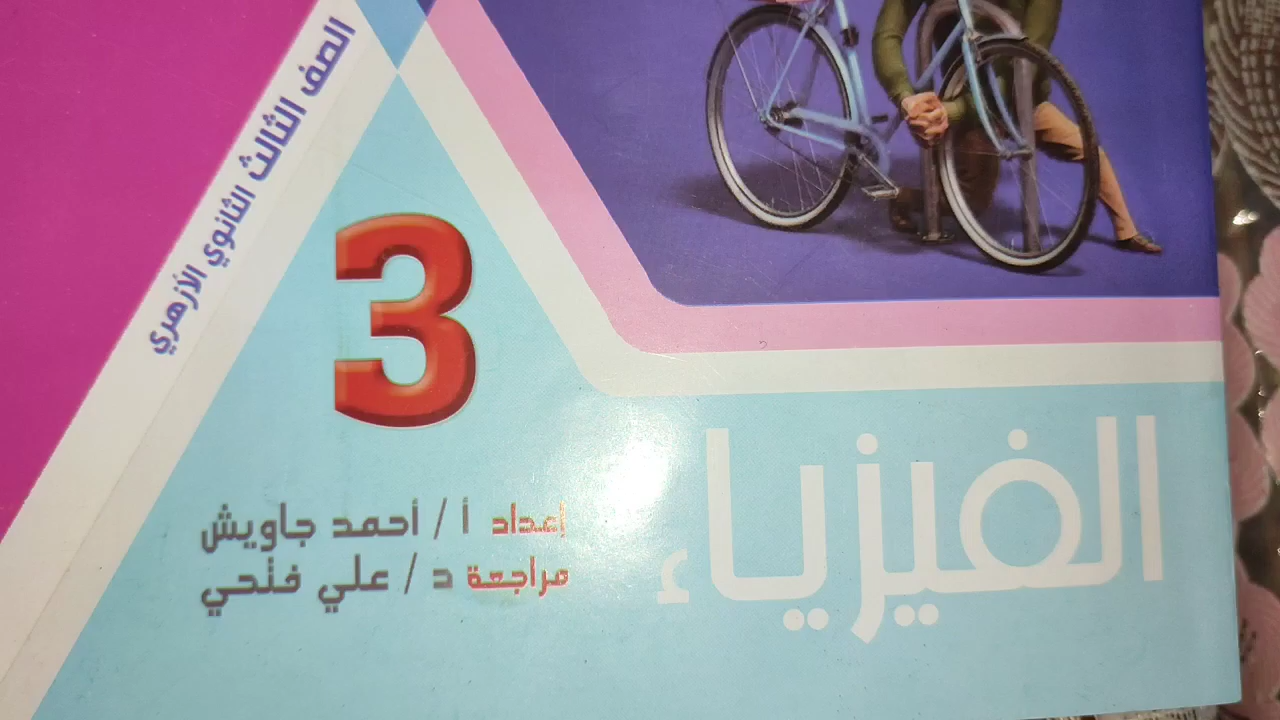 الصف الثالث الثانوي الأزهري
3
الفيزياء
إعداد أ / أحمد جاويش
مراجعة د / علي فتحي